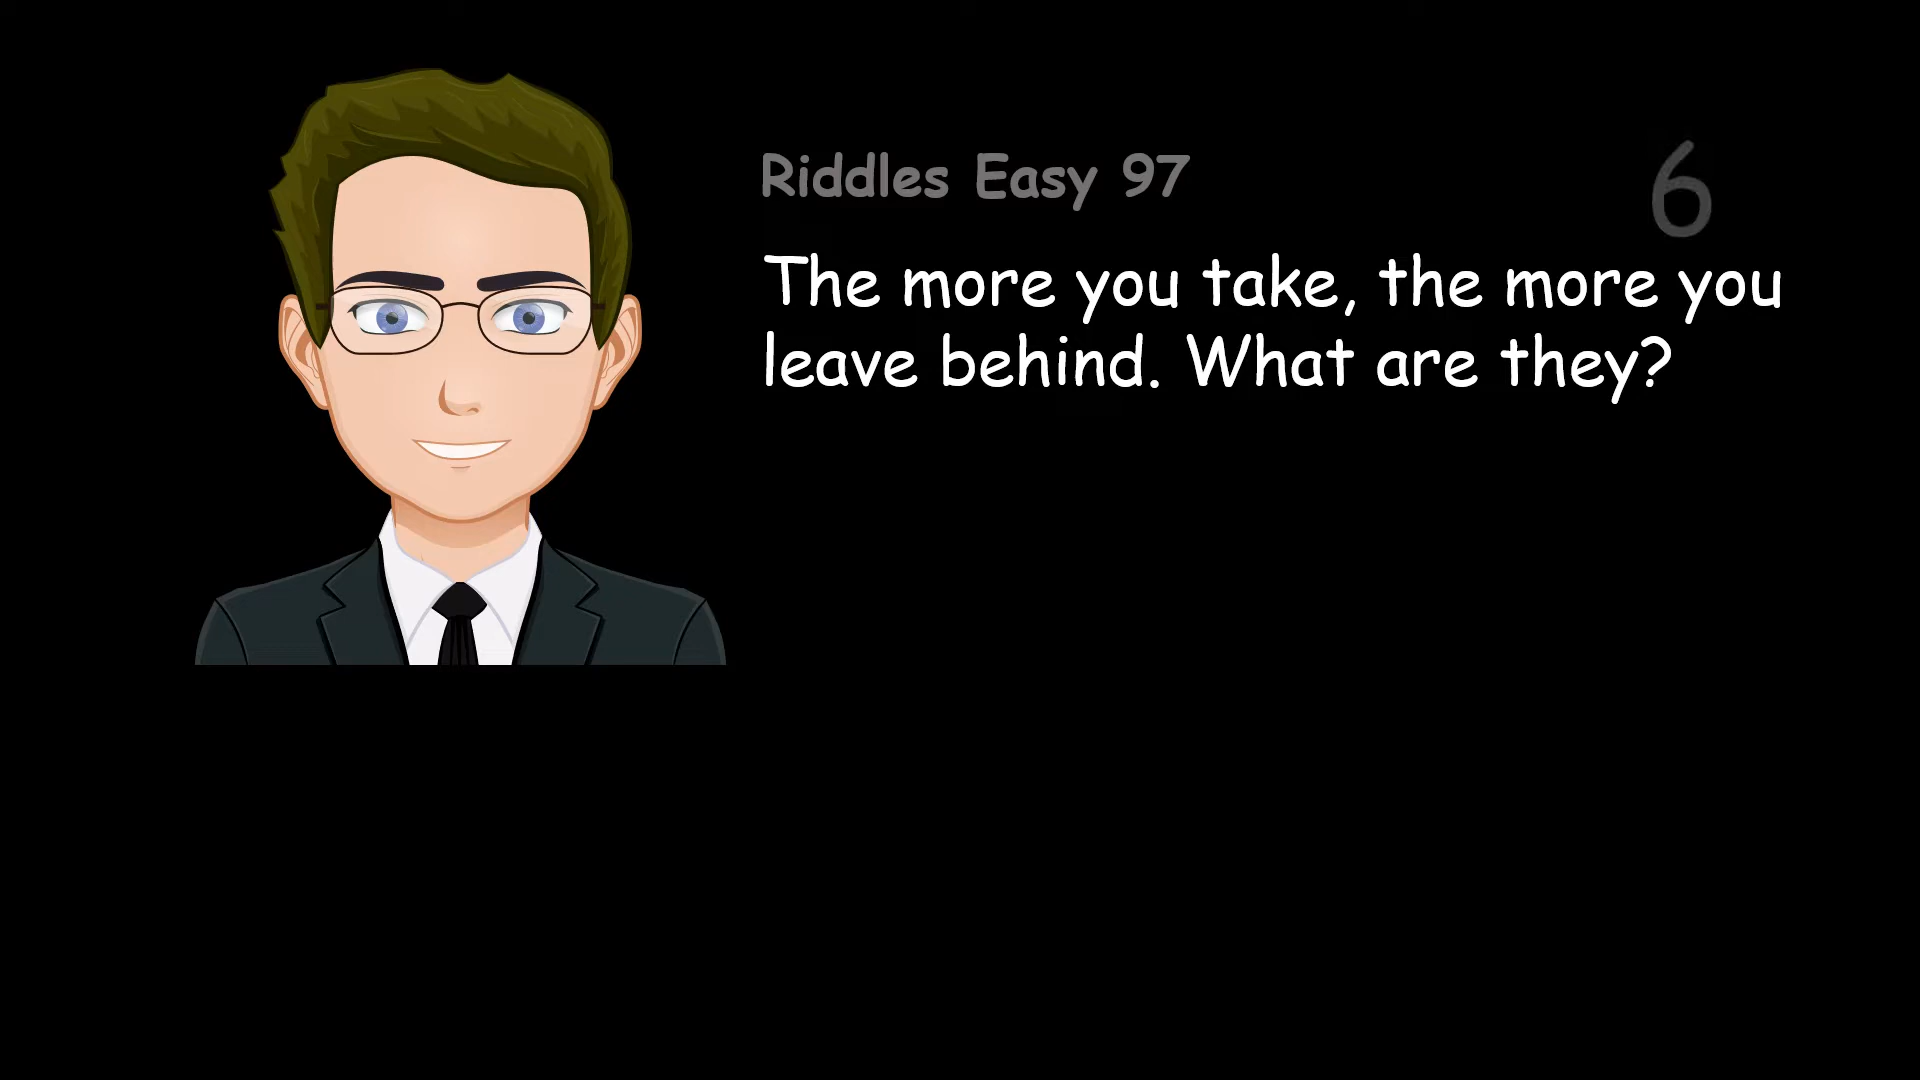 Riddles Easy 97
6
The more you take, the more you
leave behind. What are they?